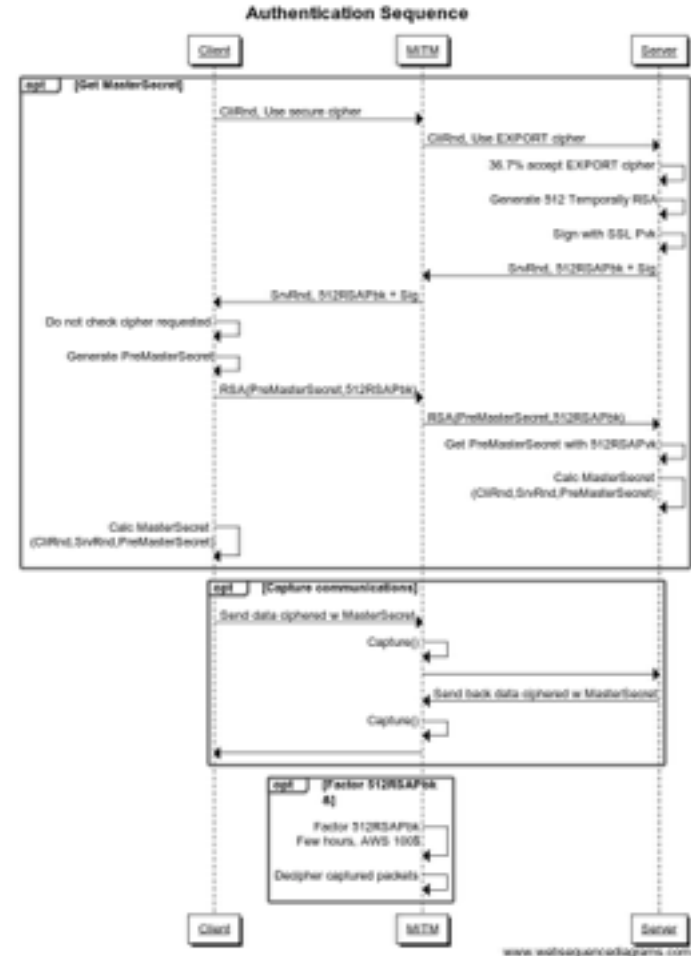 Authentication Sequence
Client MITM Server
opt [Get MasterSecret]
CliRnd, Use secure cipher
CliRnd, Use EXPORT cipher
36.7% accept EXPORT cipher
Generate 512 Temporally RSA
Sign with SSL Pvk
SrvRnd, 512RSAPbk + Sig
SrvRnd, 512RSAPbk + Sig
Do not check cipher requested
Generate PreMasterSecret
RSA(PreMasterSecret,512RSAPbk)
RSA(PreMasterSecret,512RSAPbk)
Get PreMasterSecret with 512RSAPvk
Calc MasterSecret
(CliRnd,SrvRnd,PreMasterSecret)
Calc MasterSecret
(CliRnd,SrvRnd,PreMasterSecret)
opt [Capture communications]
Send data ciphered w MasterSecret
Capture()
Send back data ciphered w MasterSecret
Capture()
opt [Factor 512RSAPbk
&]
Factor 512RSAPbk
Few hours, AWS 100$
Decipher captured packets
Client MITM Server
www.websequencediagrams.com